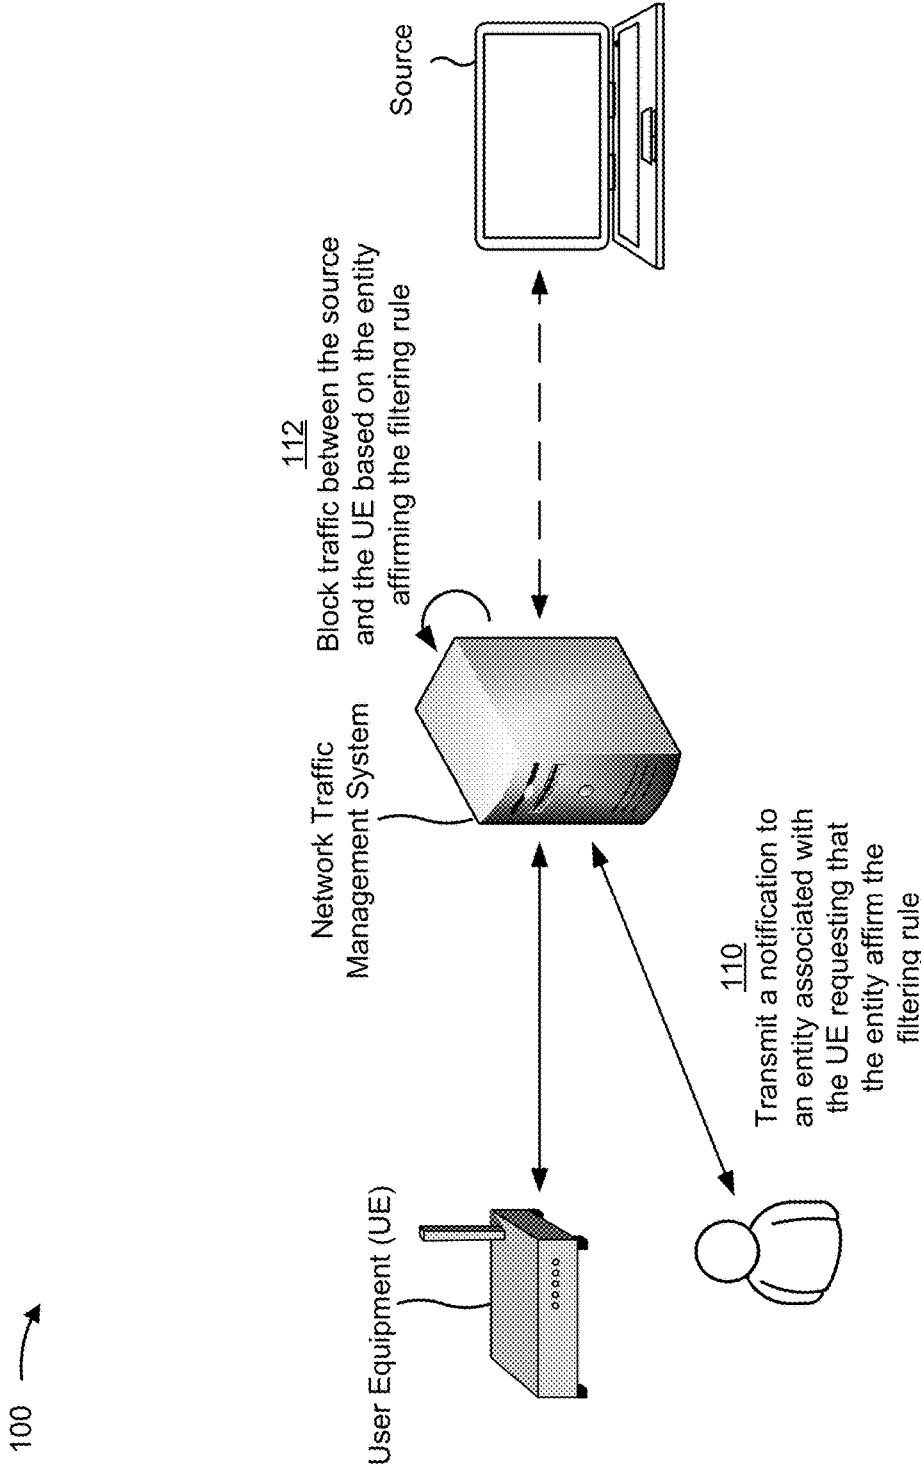 100
User Equipment (UE)
Network Traffic
Management System
112
Block traffic between the source
and the UE based on the entity
affirming the filtering rule
Source
110
Transmit a notification to
an entity associated with
the UE requesting that
the entity affirm the
filtering rule